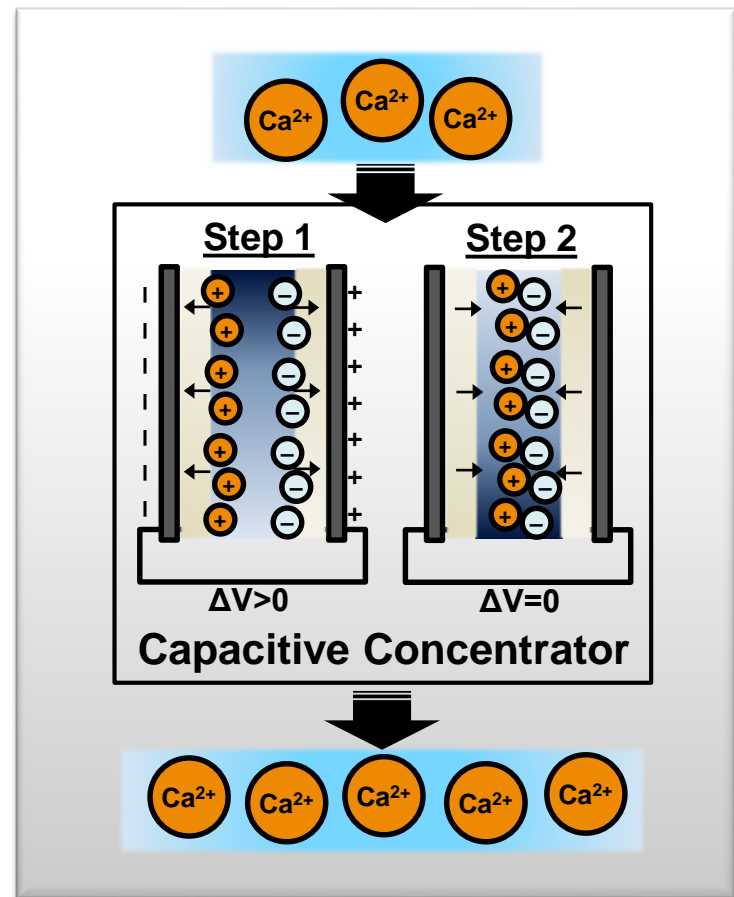 Ca²⁺ Ca²⁺ Ca²⁺
Step 1 Step 2
− + + − + + − + + − + + − + + − + + − +
+ − + − + − + − + − + − + −
+ − + − + − + − + − + − + −
ΔV>0 ΔV=0
Capacitive Concentrator
Ca²⁺ Ca²⁺ Ca²⁺ Ca²⁺ Ca²⁺